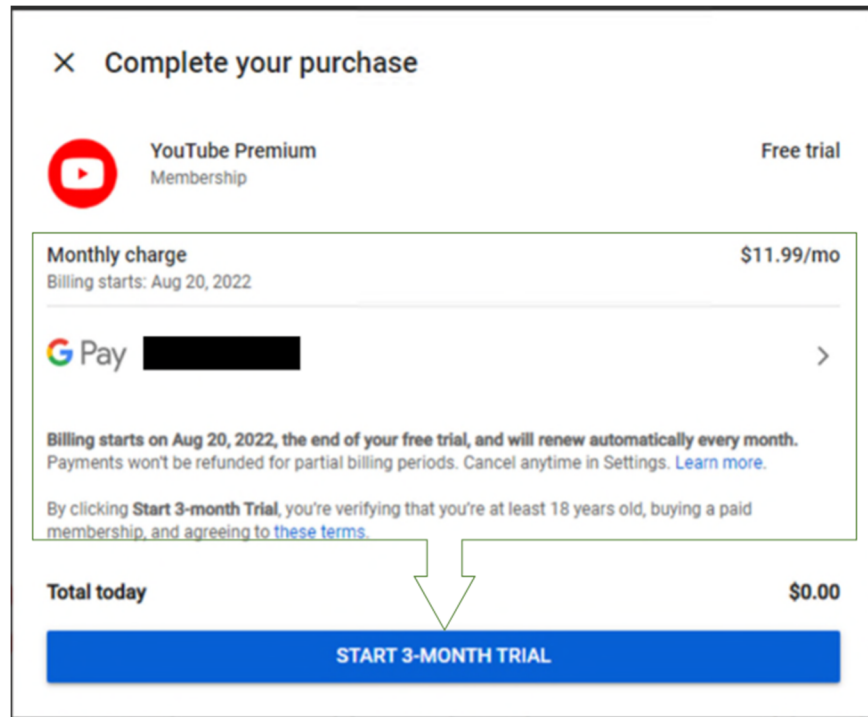 Complete your purchase
YouTube Premium
Free trial
Membership
Monthly charge
$11.99/mo
Billing starts: Aug 20, 2022
G Pay
Billing starts on Aug 20, 2022, the end of your free trial, and will renew automatically every month.
Payments won't be refunded for partial billing periods. Cancel anytime in Settings. Learn more.
By clicking Start 3-month Trial, you're verifying that you're at least 18 years old, buying a paid
membership, and agreeing to these terms.
Total today
$0.00
START 3-MONTH TRIAL